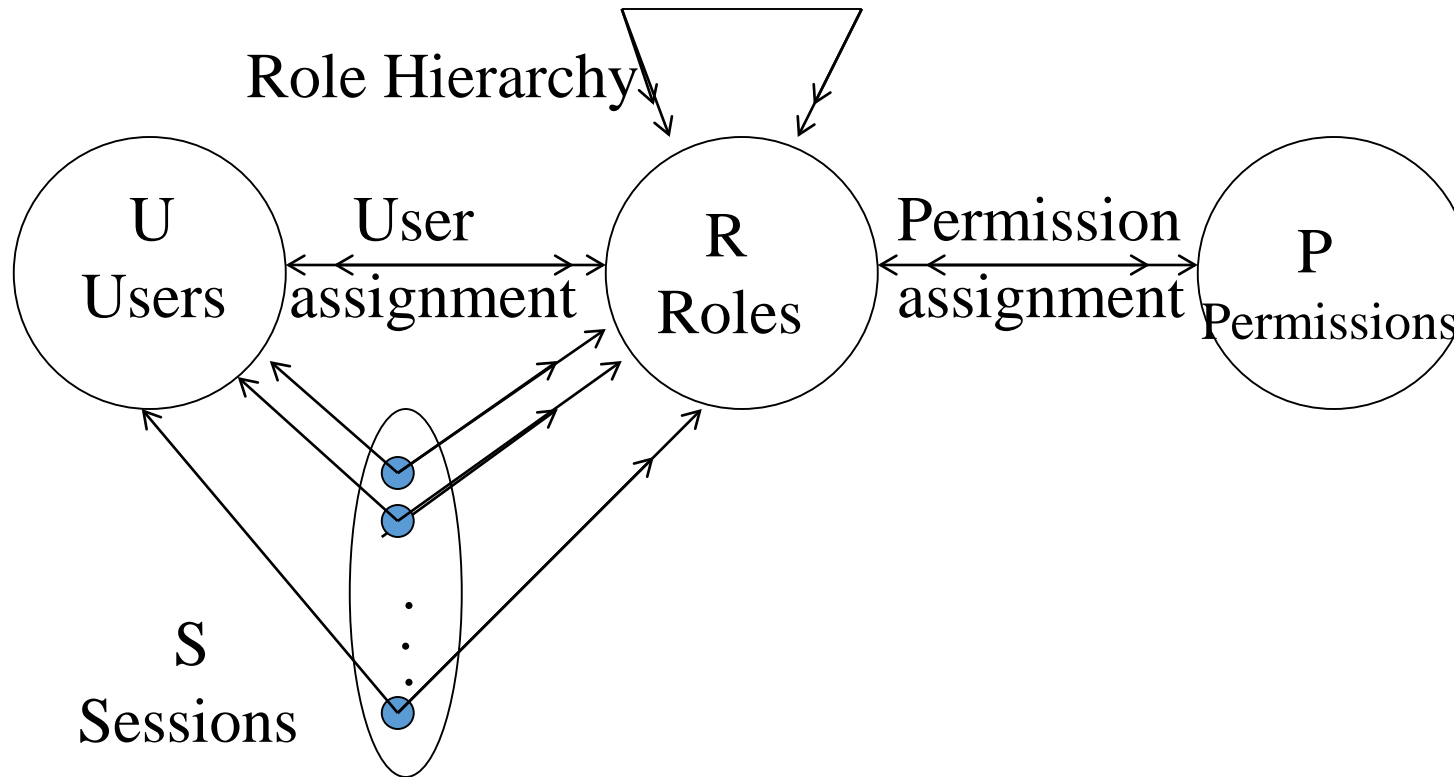 Role Hierarchy
U
Users
User
assignment
R
Roles
Permission
assignment
P
Permissions
S
Sessions